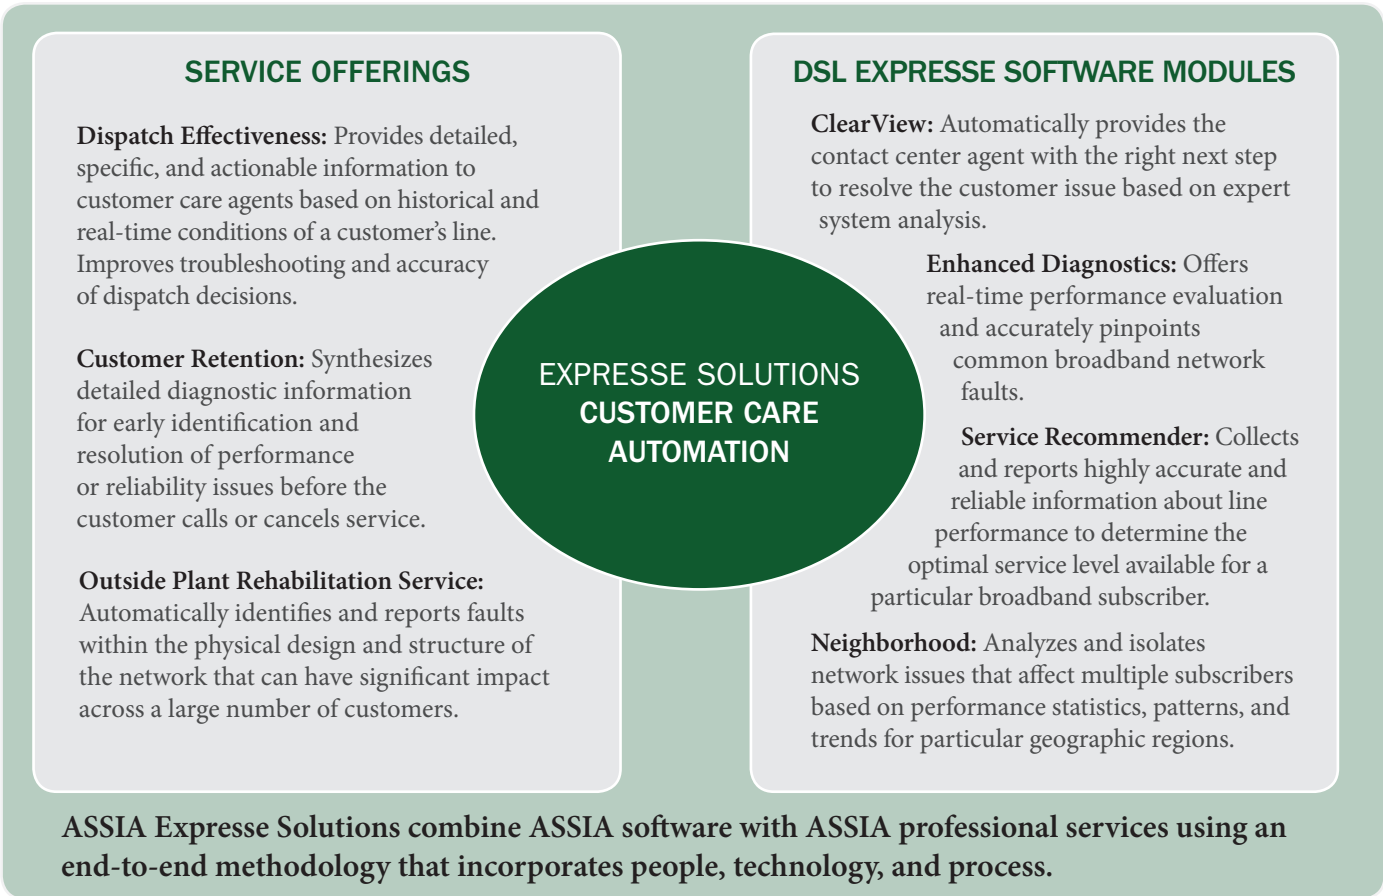 SERVICE OFFERINGS
Dispatch Effectiveness: Provides detailed,
specific, and actionable information to
customer care agents based on historical and
real-time conditions of a customer’s line.
Improves troubleshooting and accuracy
of dispatch decisions.
Customer Retention: Synthesizes
detailed diagnostic information
for early identification and
resolution of performance
or reliability issues before the
customer calls or cancels service.
Outside Plant Rehabilitation Service:
Automatically identifies and reports faults
within the physical design and structure of
the network that can have significant impact
across a large number of customers.
EXPRESSE SOLUTIONS
CUSTOMER CARE
AUTOMATION
DSL EXPRESSE SOFTWARE MODULES
ClearView: Automatically provides the
contact center agent with the right next step
to resolve the customer issue based on expert
system analysis.
Enhanced Diagnostics: Offers
real-time performance evaluation
and accurately pinpoints
common broadband network
faults.
Service Recommender: Collects
and reports highly accurate and
reliable information about line
performance to determine the
optimal service level available for a
particular broadband subscriber.
Neighborhood: Analyzes and isolates
network issues that affect multiple subscribers
based on performance statistics, patterns, and
trends for particular geographic regions.
ASSIA Expresse Solutions combine ASSIA software with ASSIA professional services using an
end-to-end methodology that incorporates people, technology, and process.